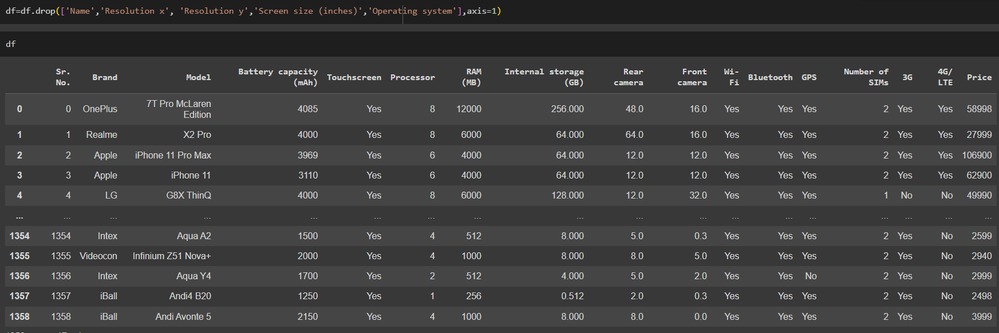 df=df.drop(['Name','Resolution x', 'Resolution y','Screen size (inches)','Operating system'],axis=1)
df
Sr. No. Brand Model Battery capacity (mAh) Touchscreen Processor RAM (MB) Internal storage (GB) Rear camera Front camera Wi-Fi Bluetooth GPS Number of SIMs 3G 4G/ LTE Price
0 0 OnePlus 7T Pro McLaren Edition 4085 Yes 8 12000 256.000 48.0 16.0 Yes Yes Yes 2 Yes Yes 58998
1 1 Realme X2 Pro 4000 Yes 8 6000 64.000 64.0 16.0 Yes Yes Yes 2 Yes Yes 27999
2 2 Apple iPhone 11 Pro Max 3969 Yes 6 4000 64.000 12.0 12.0 Yes Yes Yes 2 Yes Yes 106900
3 3 Apple iPhone 11 3110 Yes 6 4000 64.000 12.0 12.0 Yes Yes Yes 2 Yes Yes 62900
4 4 LG G8X ThinQ 4000 Yes 8 6000 128.000 12.0 32.0 Yes Yes Yes 1 No No 49990
... ... ... ... ... ... ... ... ... ... ... ... ... ... ... ... ... ...
1354 1354 Intex Aqua A2 1500 Yes 4 512 8.000 5.0 0.3 Yes Yes Yes 2 Yes No 2599
1355 1355 Videocon Infinium Z51 Nova+ 2000 Yes 4 1000 8.000 8.0 5.0 Yes Yes Yes 2 Yes No 2940
1356 1356 Intex Aqua Y4 1700 Yes 2 512 4.000 5.0 2.0 Yes Yes No 2 Yes No 2999
1357 1357 iBall Andi4 B20 1250 Yes 1 256 0.512 2.0 0.3 Yes Yes Yes 2 Yes No 2498
1358 1358 iBall Andi Avonte 5 2150 Yes 4 1000 8.000 8.0 0.0 Yes Yes Yes 2 Yes No 3999